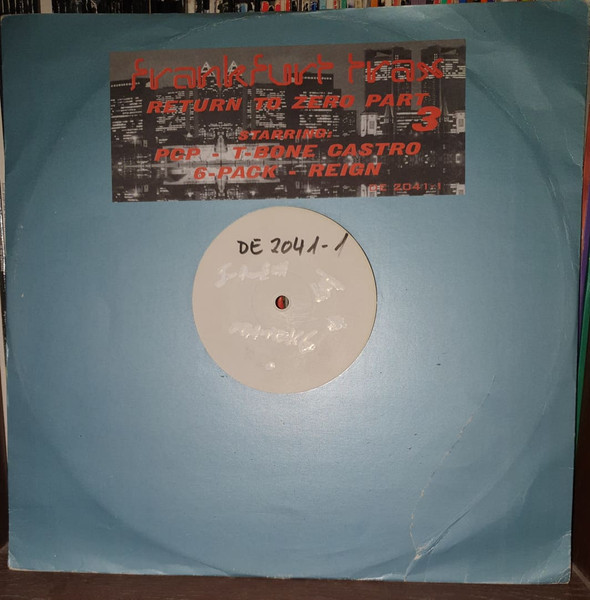 frankfurt trax
RETURN TO ZERO PART
3
STARRING:
PCP - T-BONE CASTRO
6-PACK - REIGN
DE 2041-1
DE 2041-1